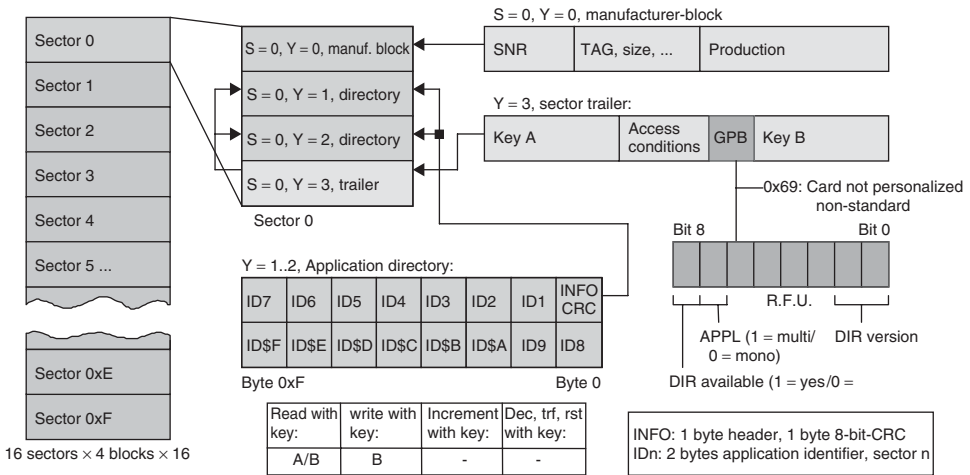 Sector 0
Sector 1
Sector 2
Sector 3
Sector 4
Sector 5 ...
Sector 0xE
Sector 0xF
16 sectors × 4 blocks × 16
S = 0, Y = 0, manuf. block
S = 0, Y = 1, directory
S = 0, Y = 2, directory
S = 0, Y = 3, trailer
Sector 0
S = 0, Y = 0, manufacturer-block
SNR TAG, size, ... Production
Y = 3, sector trailer:
Key A Access conditions GPB Key B
0x69: Card not personalized
non-standard
Bit 8 Bit 0
R.F.U.
APPL (1 = multi/
0 = mono)
DIR version
DIR available (1 = yes/0 =
Y = 1..2, Application directory:
ID7 ID6 ID5 ID4 ID3 ID2 ID1 INFO CRC
ID$F ID$E ID$D ID$C ID$B ID$A ID9 ID8
Byte 0xF Byte 0
Read with key: write with key: Increment with key: Dec, trf, rst with key:
A/B B - -
INFO: 1 byte header, 1 byte 8-bit-CRC
IDn: 2 bytes application identifier, sector n